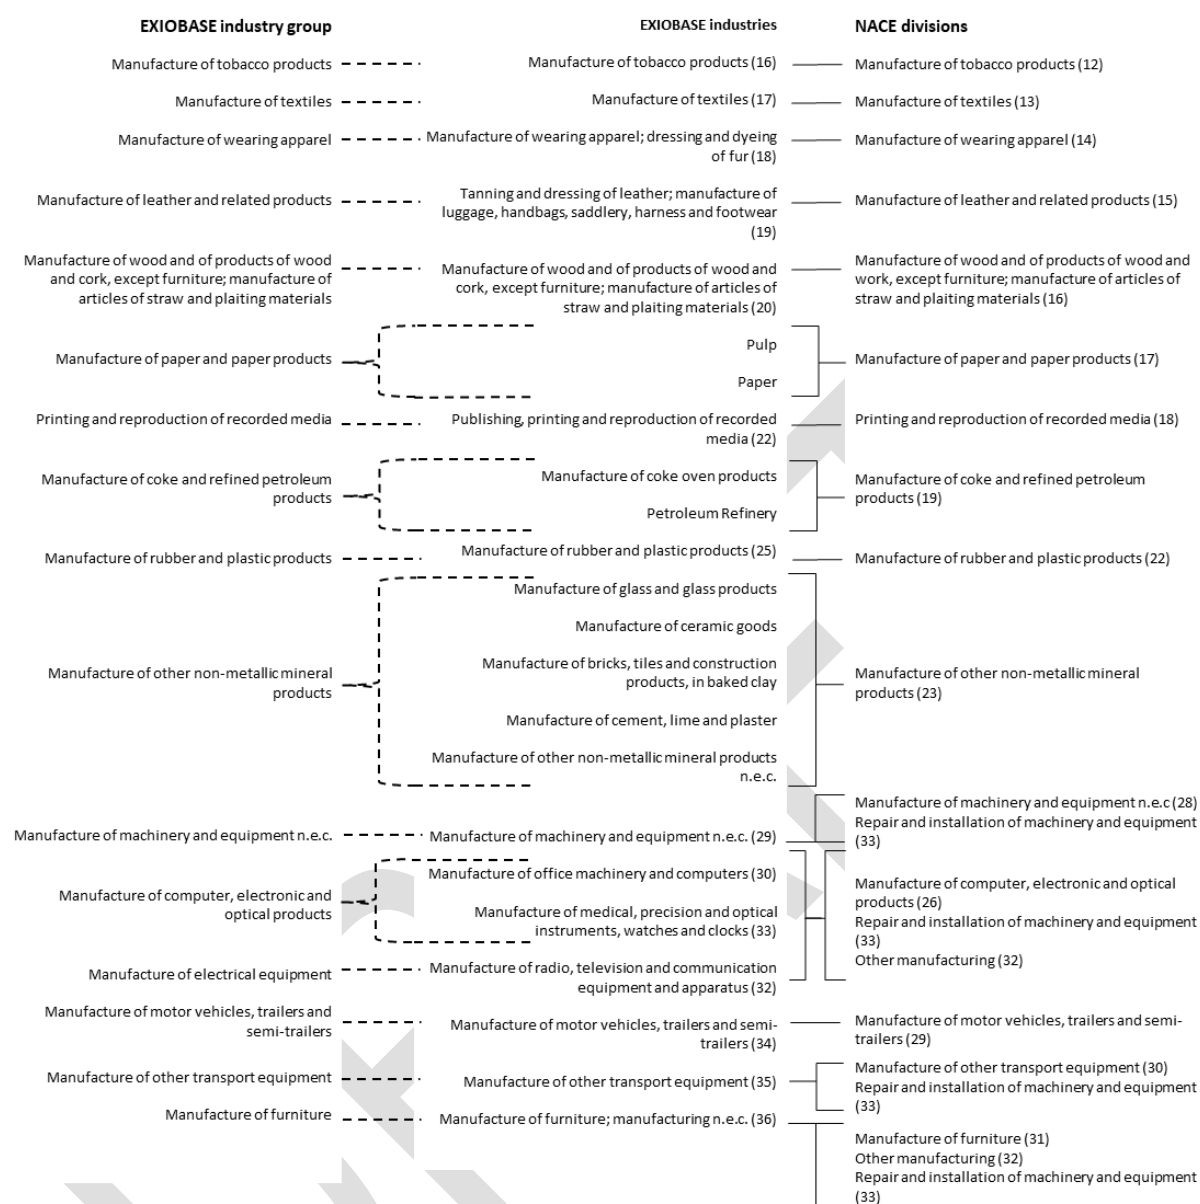 EXIOBASE industry group
EXIOBASE industries
NACE divisions
Manufacture of tobacco products
Manufacture of tobacco products (16)
Manufacture of tobacco products (12)
Manufacture of textiles
Manufacture of textiles (17)
Manufacture of textiles (13)
Manufacture of wearing apparel
Manufacture of wearing apparel; dressing and dyeing
of fur (18)
Manufacture of wearing apparel (14)
Manufacture of leather and related products
Tanning and dressing of leather; manufacture of
luggage, handbags, saddlery, harness and footwear
(19)
Manufacture of leather and related products (15)
Manufacture of wood and of products of wood
and cork, except furniture; manufacture of
articles of straw and plaiting materials
Manufacture of wood and of products of wood and
cork, except furniture; manufacture of articles of
straw and plaiting materials (20)
Manufacture of wood and of products of wood and
work, except furniture; manufacture of articles of
straw and plaiting materials (16)
Manufacture of paper and paper products
Pulp
Paper
Manufacture of paper and paper products (17)
Printing and reproduction of recorded media
Publishing, printing and reproduction of recorded
media (22)
Printing and reproduction of recorded media (18)
Manufacture of coke and refined petroleum
products
Manufacture of coke oven products
Petroleum Refinery
Manufacture of coke and refined petroleum
products (19)
Manufacture of rubber and plastic products
Manufacture of rubber and plastic products (25)
Manufacture of rubber and plastic products (22)
Manufacture of other non-metallic mineral
products
Manufacture of glass and glass products
Manufacture of ceramic goods
Manufacture of bricks, tiles and construction
products, in baked clay
Manufacture of cement, lime and plaster
Manufacture of other non-metallic mineral products
n.e.c.
Manufacture of other non-metallic mineral
products (23)
Manufacture of machinery and equipment n.e.c.
Manufacture of machinery and equipment n.e.c. (29)
Manufacture of machinery and equipment n.e.c (28)
Repair and installation of machinery and equipment
(33)
Manufacture of computer, electronic and
optical products
Manufacture of office machinery and computers (30)
Manufacture of medical, precision and optical
instruments, watches and clocks (33)
Manufacture of computer, electronic and optical
products (26)
Repair and installation of machinery and equipment
(33)
Other manufacturing (32)
Manufacture of electrical equipment
Manufacture of radio, television and communication
equipment and apparatus (32)
Manufacture of motor vehicles, trailers and
semi-trailers
Manufacture of motor vehicles, trailers and semi-
trailers (34)
Manufacture of motor vehicles, trailers and semi-
trailers (29)
Manufacture of other transport equipment
Manufacture of other transport equipment (35)
Manufacture of other transport equipment (30)
Repair and installation of machinery and equipment
(33)
Manufacture of furniture
Manufacture of furniture; manufacturing n.e.c. (36)
Manufacture of furniture (31)
Other manufacturing (32)
Repair and installation of machinery and equipment
(33)